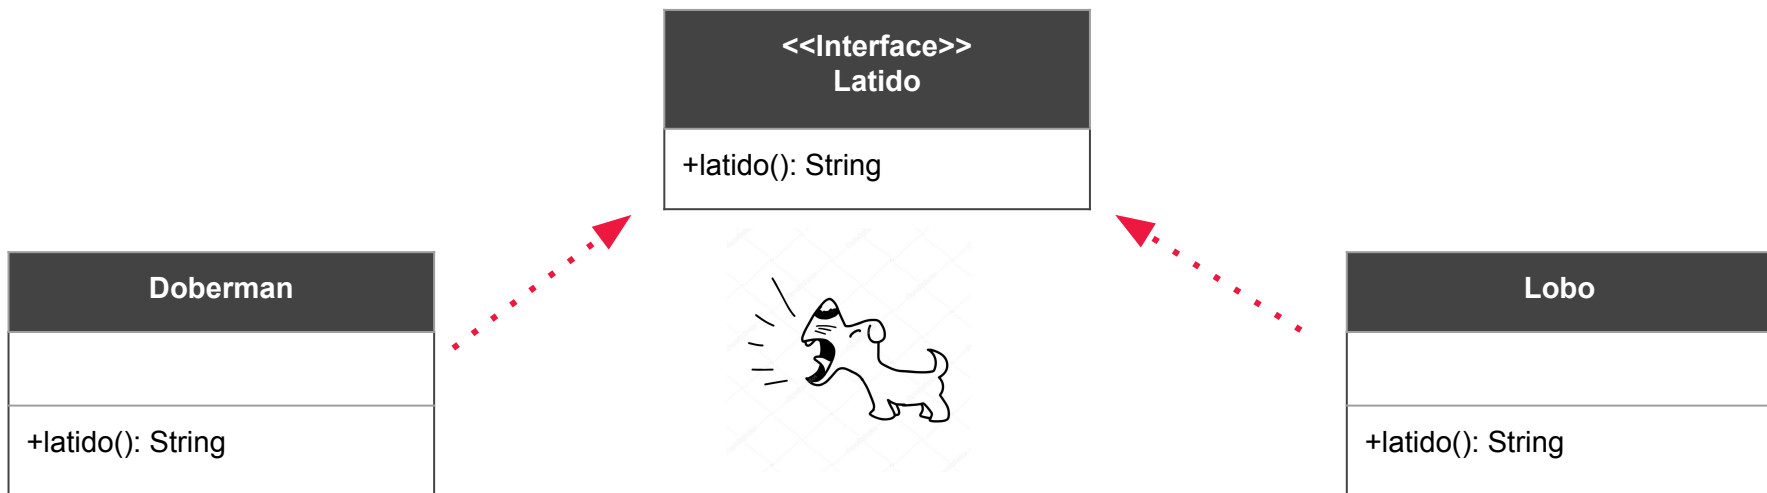 <<Interface>>
Latido
+latido(): String
Doberman
+latido(): String
Lobo
+latido(): String